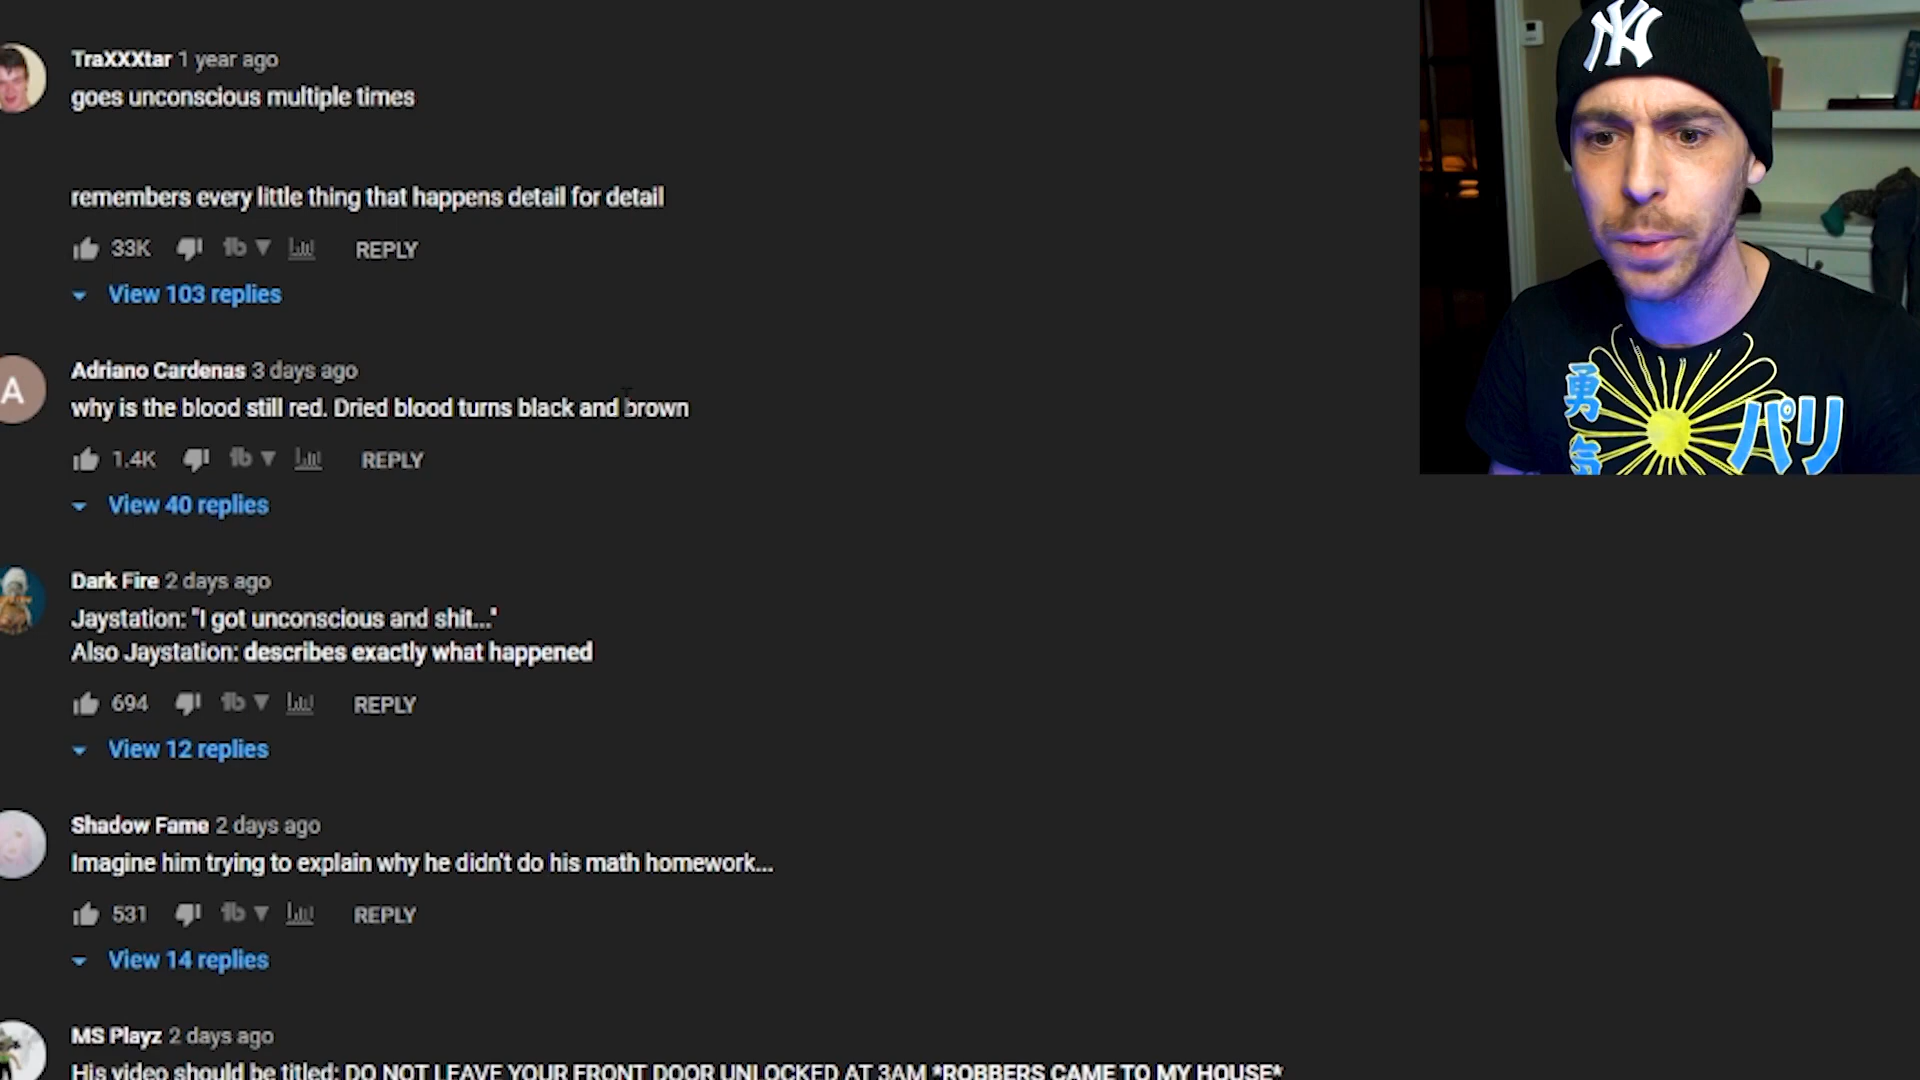 TraXXXtar 1 year ago
goes unconscious multiple times
remembers every little thing that happens detail for detail
33K REPLY
View 103 replies
A
Adriano Cardenas 3 days ago
why is the blood still red. Dried blood turns black and brown
1.4K REPLY
View 40 replies
Dark Fire 2 days ago
Jaystation: "I got unconscious and shit..."
Also Jaystation: describes exactly what happened
694 REPLY
View 12 replies
Shadow Fame 2 days ago
Imagine him trying to explain why he didn't do his math homework...
531 REPLY
View 14 replies
MS Playz 2 days ago
His video should be titled: DO NOT LEAVE YOUR FRONT DOOR UNLOCKED AT 3AM *ROBBERS CAME TO MY HOUSE*
NY
勇気
パリ